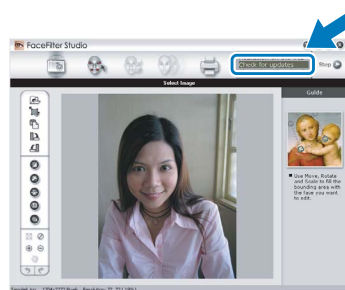 FaceFilter Studio
Check for updates
Step
Select Image
Guide
Use Move, Rotate
and Scale to fill the
bounding area with
the face you want
to edit.